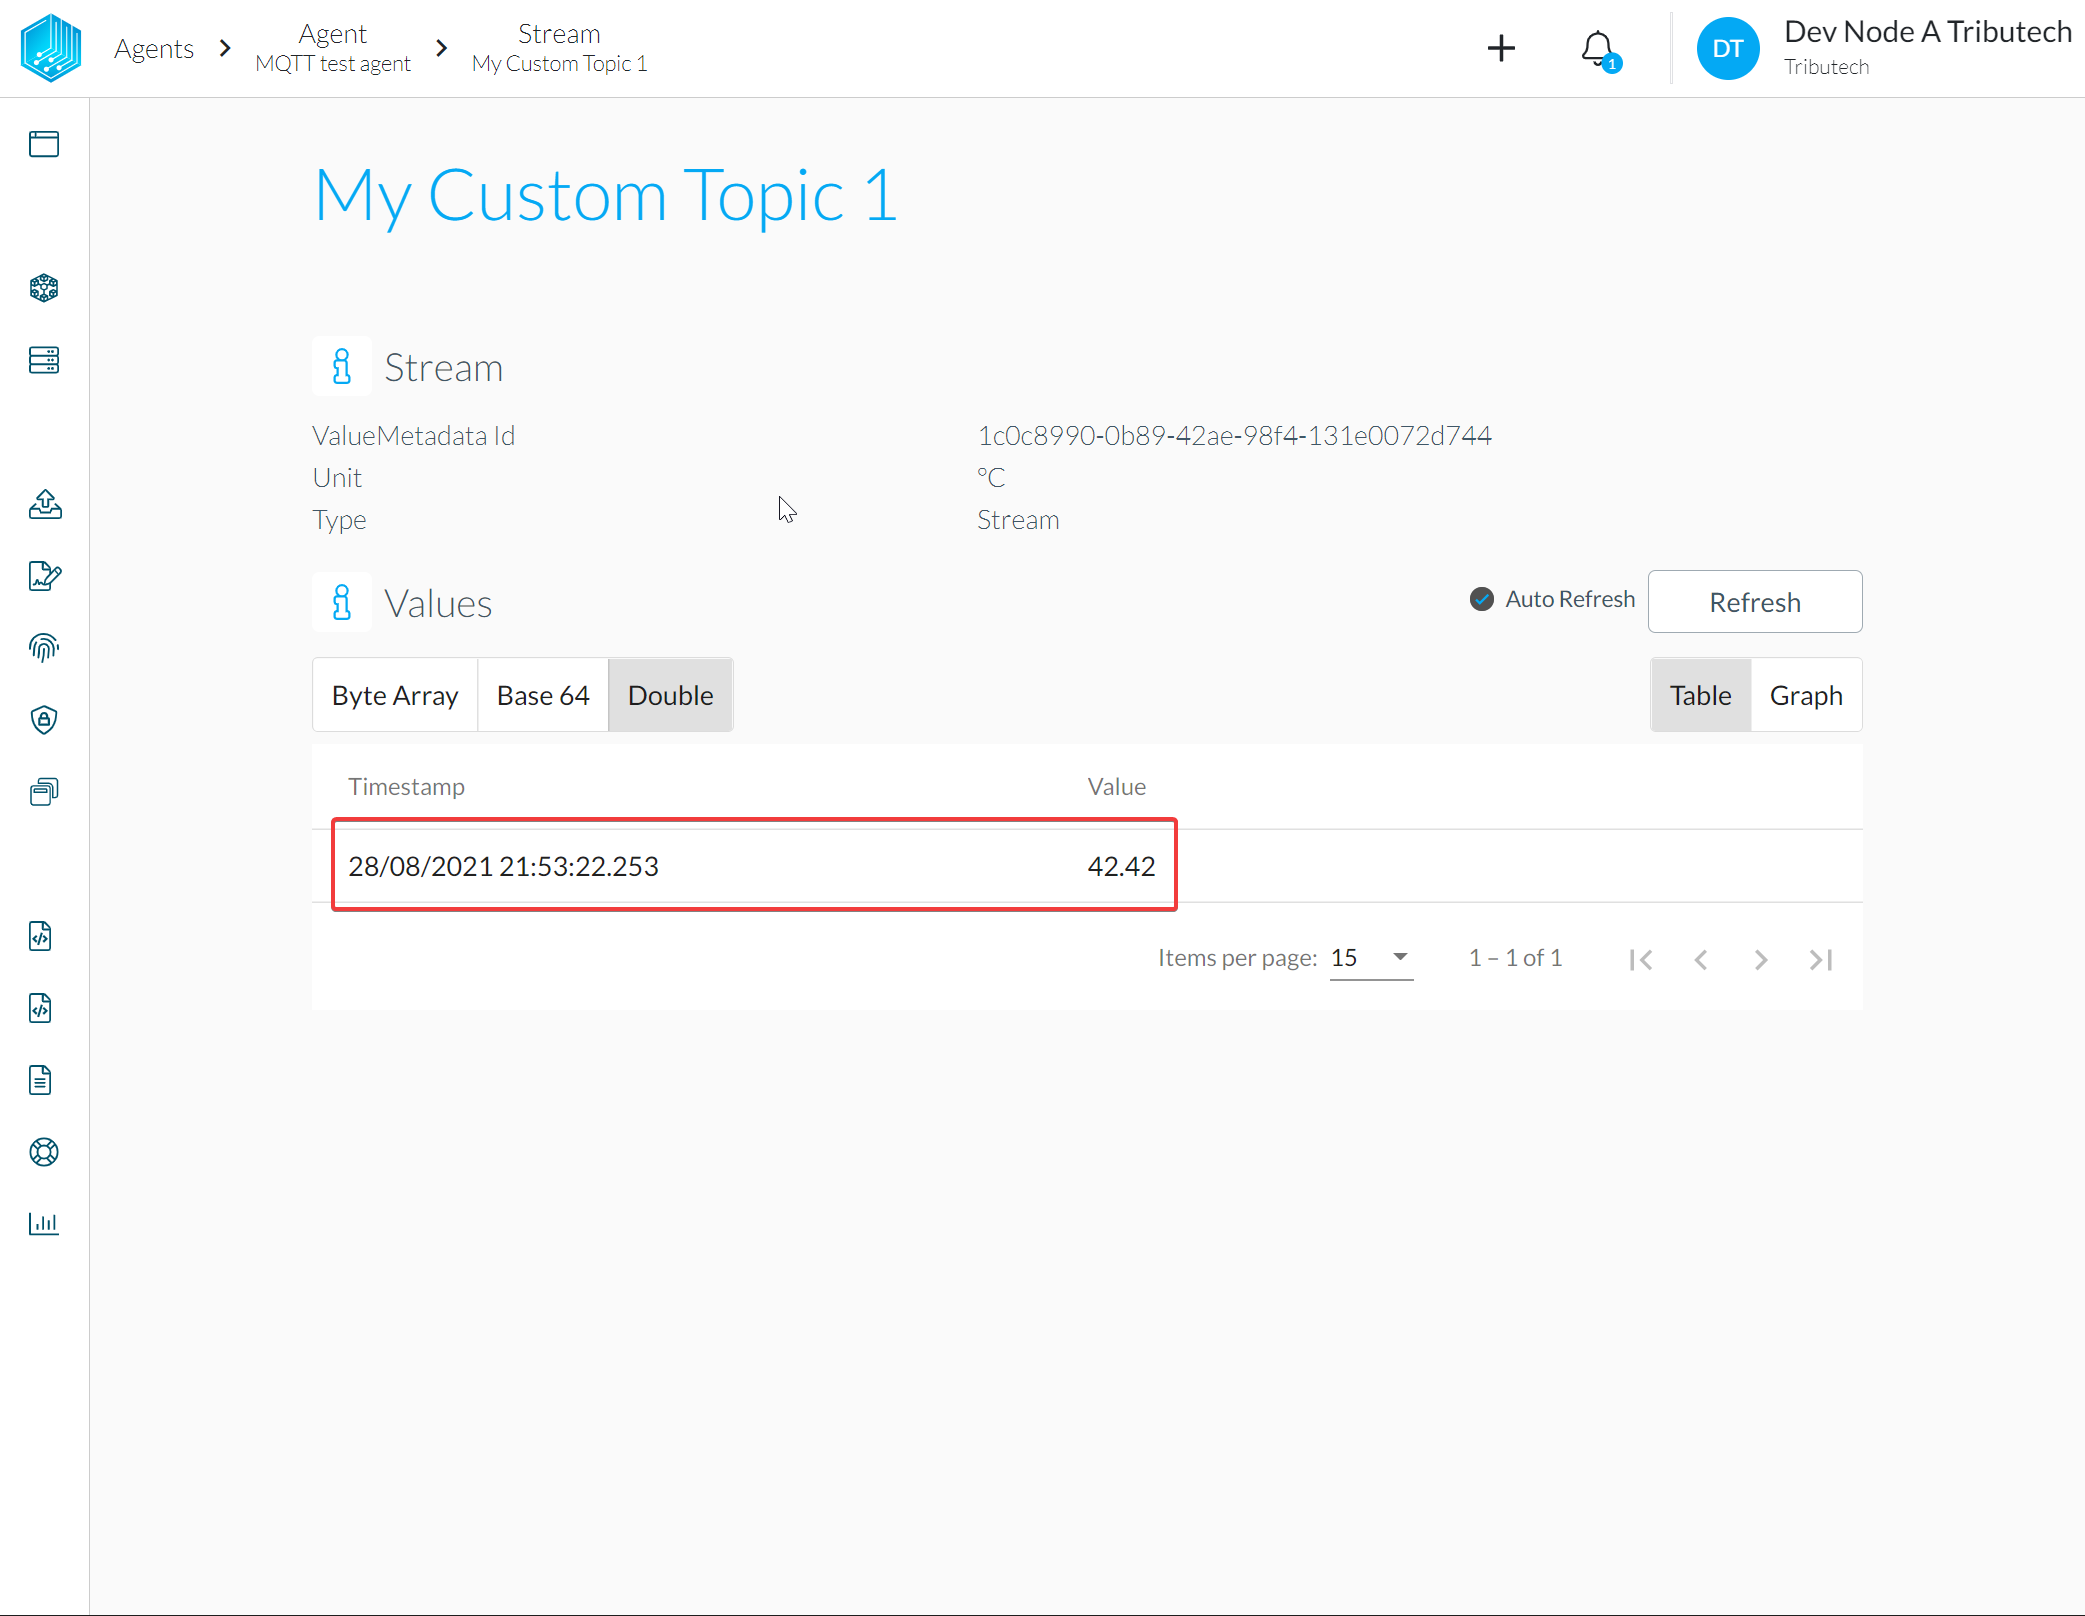 Agents
Agent
MQTT test agent
Stream
My Custom Topic 1
1
DT
Dev Node A Tributech
Tributech
My Custom Topic 1
Stream
ValueMetadata Id 1c0c8990-0b89-42ae-98f4-131e0072d744
Unit °C
Type Stream
Values
Auto Refresh
Refresh
Byte Array Base 64 Double
Table Graph
Timestamp Value
28/08/2021 21:53:22.253 42.42
Items per page: 15 1 – 1 of 1